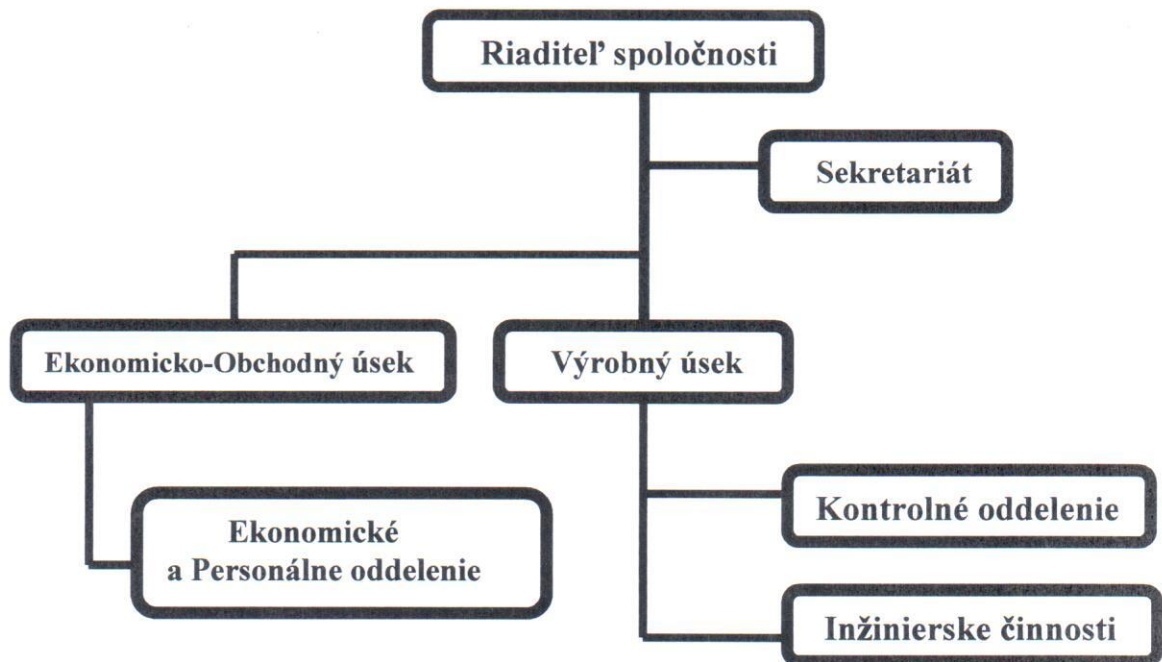 Riaditeľ spoločnosti
Sekretariát
Ekonomicko-Obchodný úsek
Výrobný úsek
Ekonomické
a Personálne oddelenie
Kontrolné oddelenie
Inžinierske činnosti